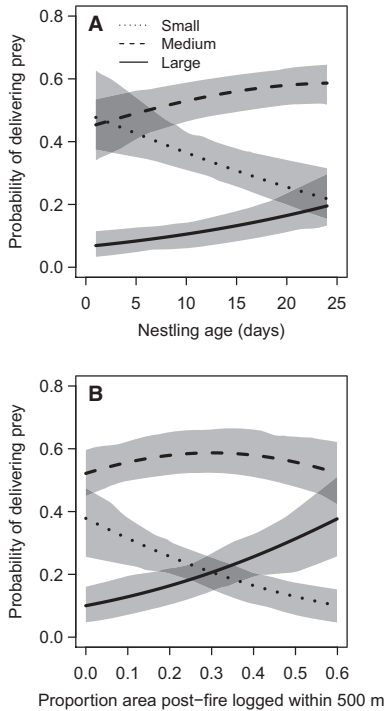 A
Small
Medium
Large
Probability of delivering prey
0.8
0.6
0.4
0.2
0.0
0 5 10 15 20 25
Nestling age (days)
B
Probability of delivering prey
0.8
0.6
0.4
0.2
0.0
0.0 0.1 0.2 0.3 0.4 0.5 0.6
Proportion area post−fire logged within 500 m